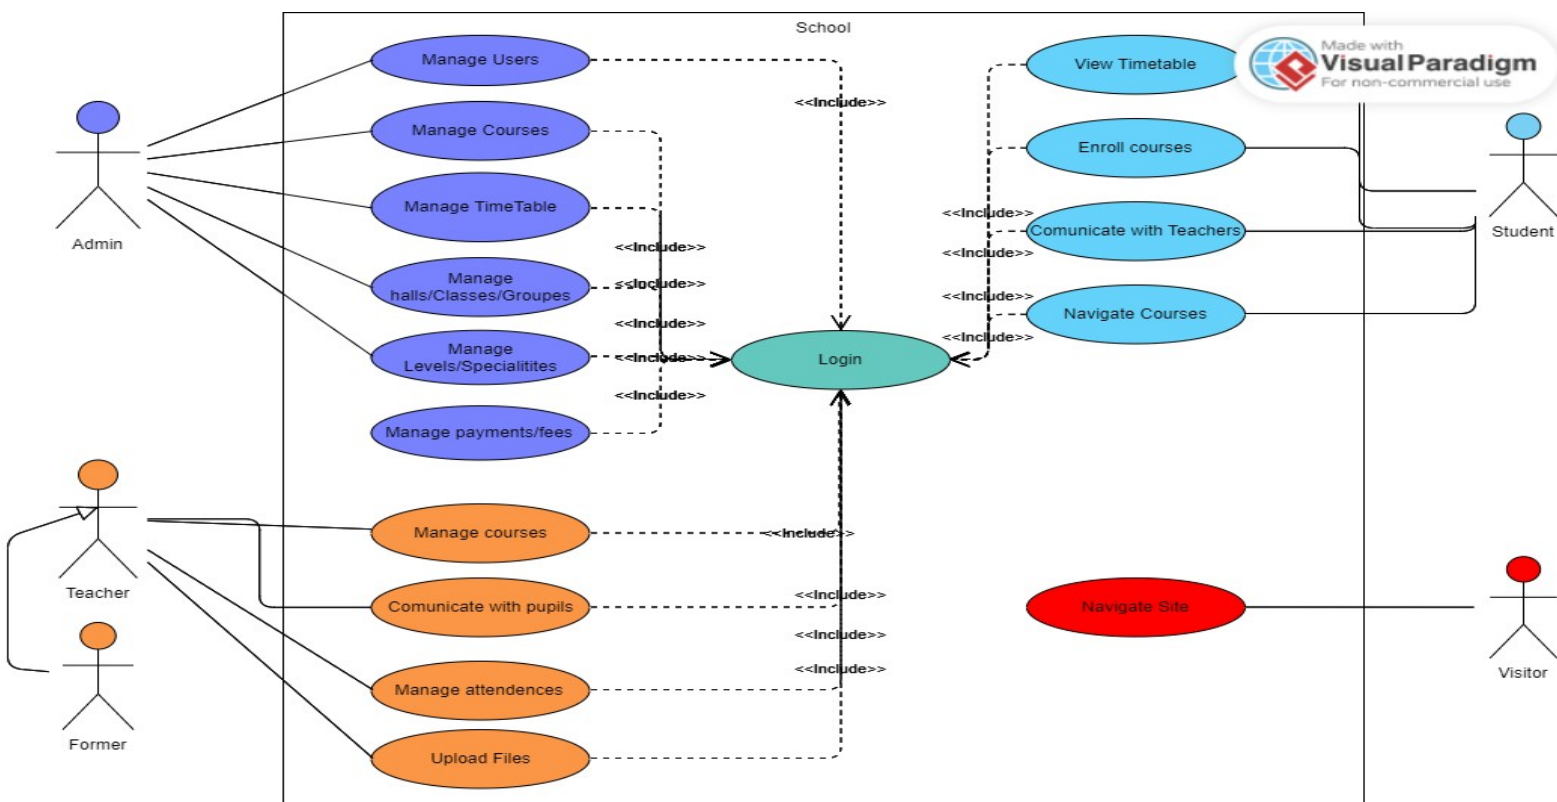 School
Made with
Visual Paradigm
For non-commercial use
Manage Users
<<Include>>
View Timetable
Manage Courses
Enroll courses
Admin
Manage TimeTable
<<Include>>
Comunicate with Teachers
Student
<<Include>>
<<Include>>
Manage
halls/Classes/Groupes
<<Include>>
<<Include>>
Navigate Courses
<<Include>>
<<Include>>
Manage
Levels/Specialitites
<<Include>>
Login
<<Include>>
Manage payments/fees
Manage courses
<<Include>>
Teacher
Comunicate with pupils
<<Include>>
Navigate Site
<<Include>>
<<Include>>
Visitor
Manage attendences
Former
Upload Files